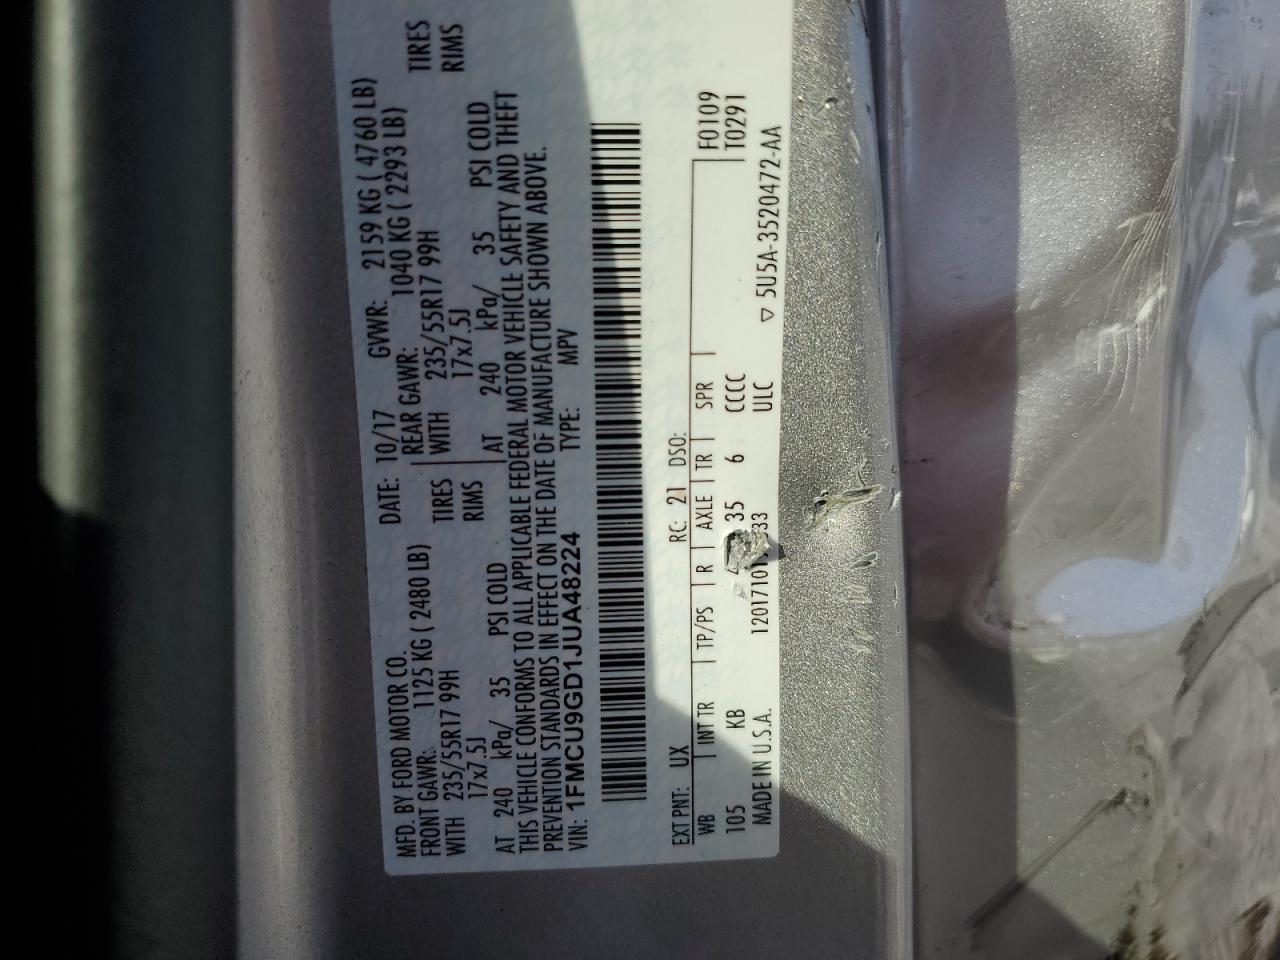 MFD. BY FORD MOTOR CO. DATE: 10/17 GVWR: 2159 KG ( 4760 LB)
FRONT GAWR: 1125 KG ( 2480 LB) REAR GAWR: 1040 KG ( 2293 LB)
WITH 235/55R17 99H TIRES WITH 235/55R17 99H TIRES
17x7.5J RIMS 17x7.5J RIMS
AT 240 kPa/ 35 PSI COLD AT 240 kPa/ 35 PSI COLD
THIS VEHICLE CONFORMS TO ALL APPLICABLE FEDERAL MOTOR VEHICLE SAFETY AND THEFT
PREVENTION STANDARDS IN EFFECT ON THE DATE OF MANUFACTURE SHOWN ABOVE.
VIN: 1FMCU9GD1JUA48224 TYPE: MPV
EXT PNT: UX RC: 21 DSO:
WB INT TR TP/PS R AXLE TR SPR F0109
T0291
105 KB 35 6 CCCC
MADE IN U.S.A. ULC
▽ 5U5A-3520472-AA